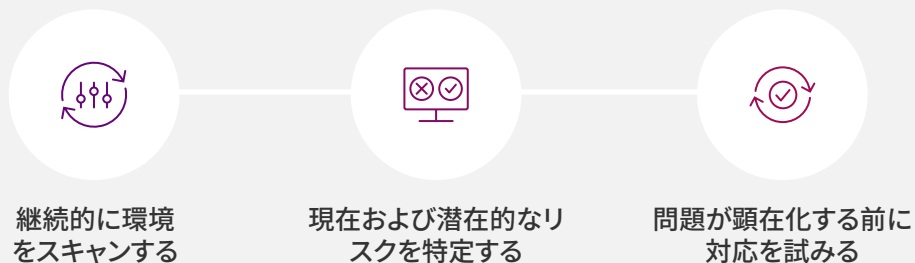 継続的に環境
をスキャンする
現在および潜在的なリ
スクを特定する
問題が顕在化する前に
対応を試みる